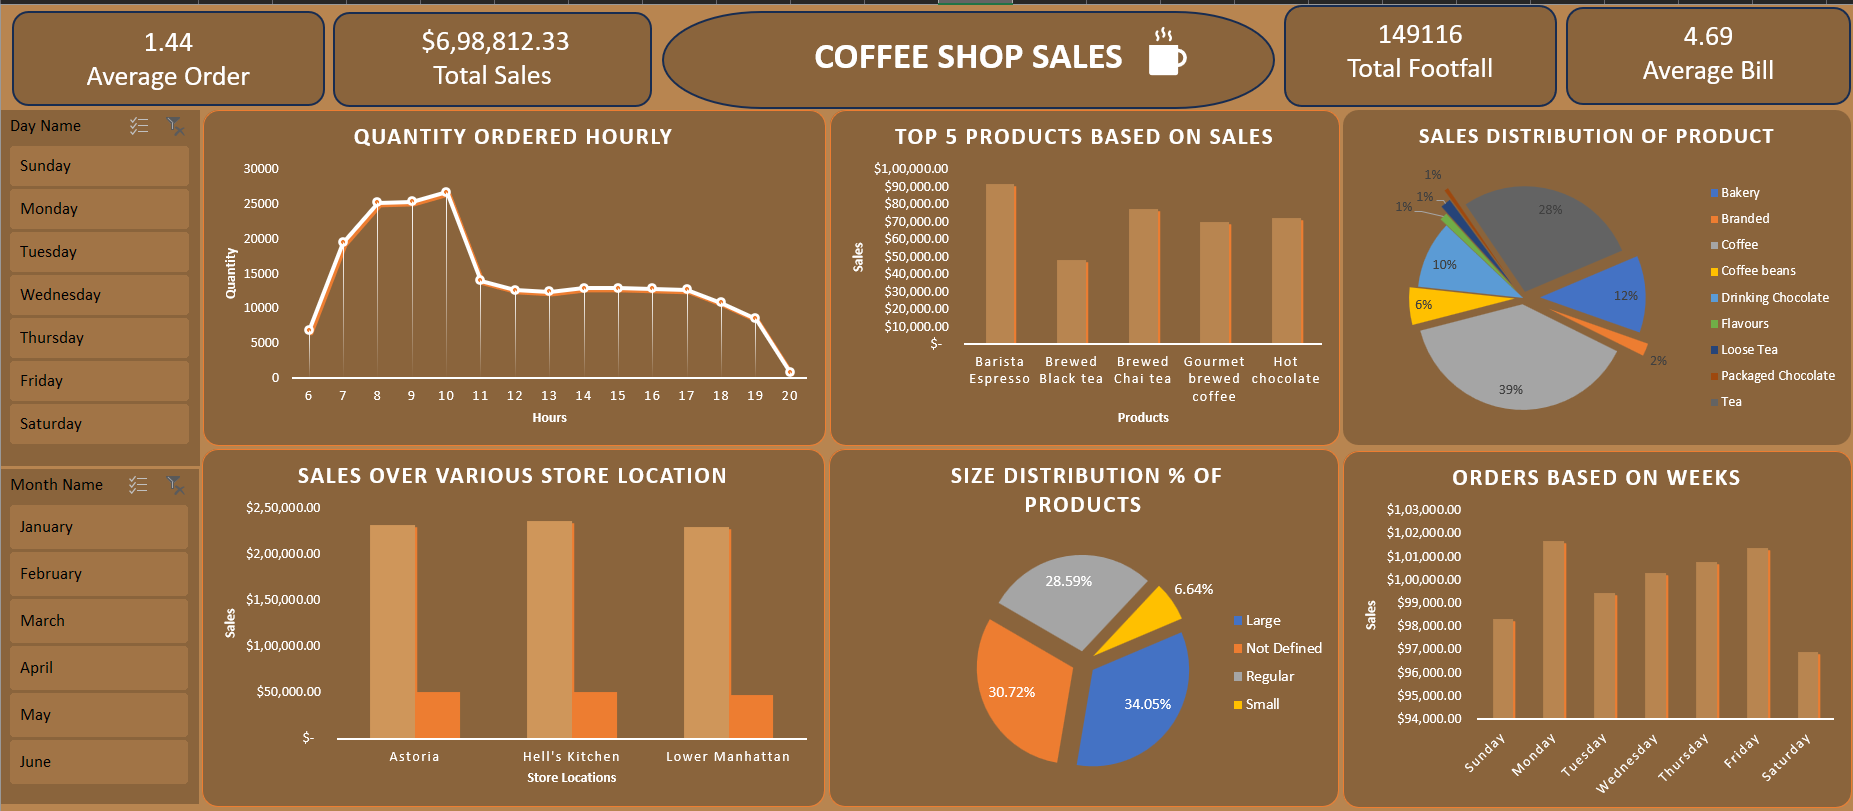 1.44
Average Order
$6,98,812.33
Total Sales
COFFEE SHOP SALES
149116
Total Footfall
4.69
Average Bill
Day Name
Sunday
Monday
Tuesday
Wednesday
Thursday
Friday
Saturday
Month Name
January
February
March
April
May
June
QUANTITY ORDERED HOURLY
30000
25000
20000
15000
10000
5000
0
Quantity
6 7 8 9 10 11 12 13 14 15 16 17 18 19 20
Hours
TOP 5 PRODUCTS BASED ON SALES
$1,00,000.00
$90,000.00
$80,000.00
$70,000.00
$60,000.00
$50,000.00
$40,000.00
$30,000.00
$20,000.00
$10,000.00
$-
Sales
Barista Espresso
Brewed Black tea
Brewed Chai tea
Gourmet brewed coffee
Hot chocolate
Products
SALES DISTRIBUTION OF PRODUCT
1%
1%
1%
28%
10%
12%
6%
2%
39%
Bakery
Branded
Coffee
Coffee beans
Drinking Chocolate
Flavours
Loose Tea
Packaged Chocolate
Tea
SALES OVER VARIOUS STORE LOCATION
$2,50,000.00
$2,00,000.00
$1,50,000.00
$1,00,000.00
$50,000.00
$-
Sales
Astoria
Hell's Kitchen
Lower Manhattan
Store Locations
SIZE DISTRIBUTION % OF
PRODUCTS
28.59%
6.64%
30.72%
34.05%
Large
Not Defined
Regular
Small
ORDERS BASED ON WEEKS
$1,03,000.00
$1,02,000.00
$1,01,000.00
$1,00,000.00
$99,000.00
$98,000.00
$97,000.00
$96,000.00
$95,000.00
$94,000.00
Sales
Sunday
Monday
Tuesday
Wednesday
Thursday
Friday
Saturday